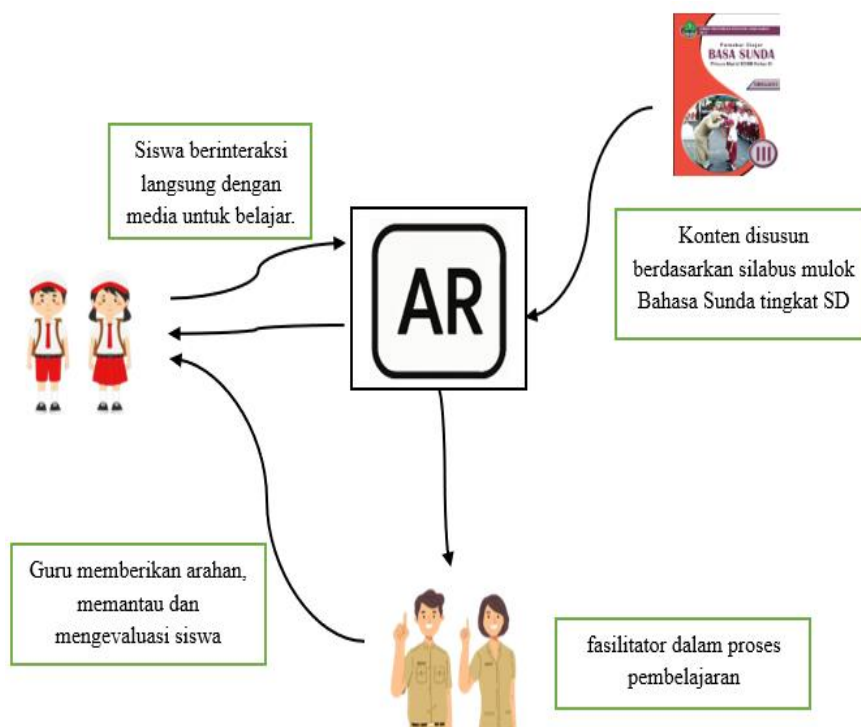 BASA SUNDA
III
Siswa berinteraksi
langsung dengan
media untuk belajar.
AR
Konten disusun
berdasarkan silabus mulok
Bahasa Sunda tingkat SD
Guru memberikan arahan,
memantau dan
mengevaluasi siswa
fasilitator dalam proses
pembelajaran